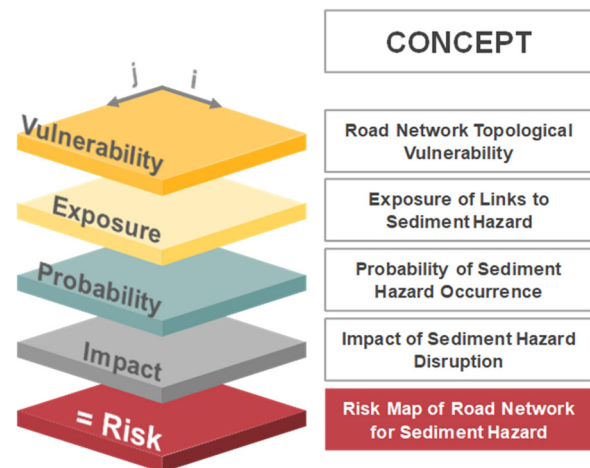 CONCEPT
j
i
Vulnerability
Road Network Topological
Vulnerability
Exposure
Exposure of Links to
Sediment Hazard
Probability
Probability of Sediment
Hazard Occurrence
Impact
Impact of Sediment Hazard
Disruption
= Risk
Risk Map of Road Network
for Sediment Hazard